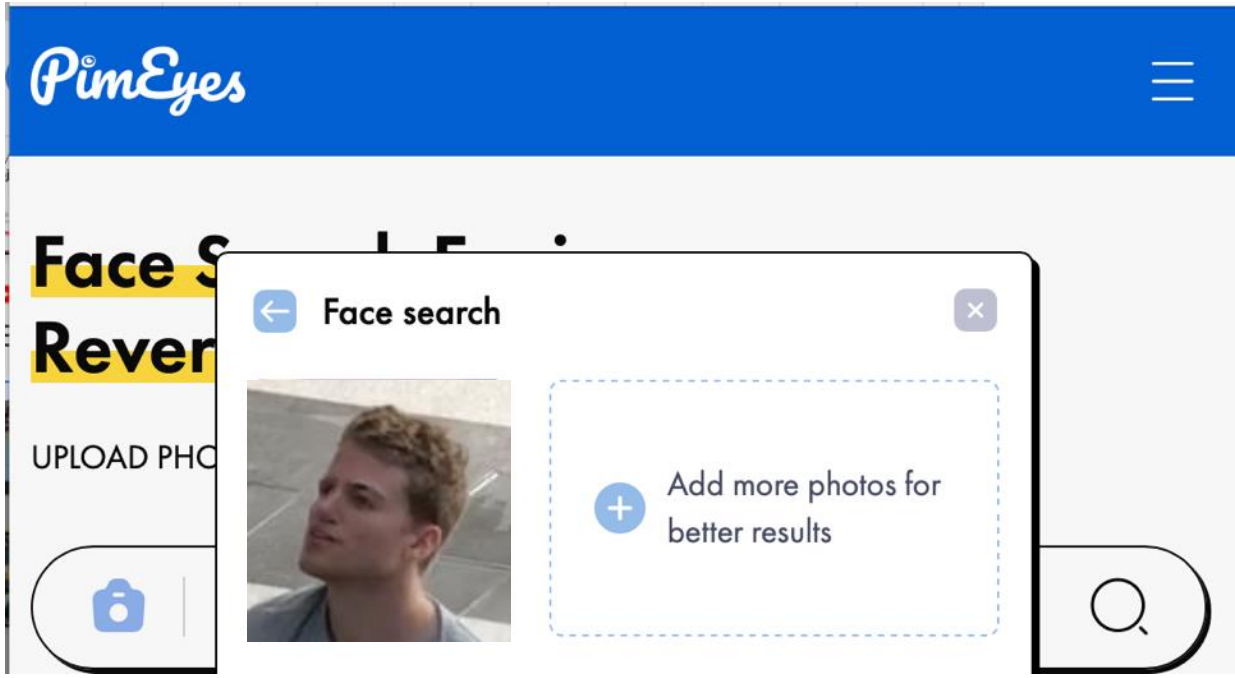 PimEyes
Face S
Rever
UPLOAD PHO
Face search
Add more photos for
better results